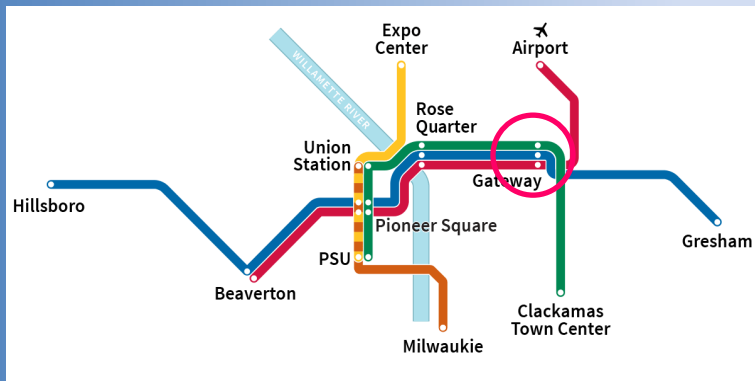 Expo
Center
Airport
WILLAMETTE RIVER
Rose
Quarter
Union
Station
Gateway
Hillsboro
Pioneer Square
Gresham
PSU
Beaverton
Clackamas
Town Center
Milwaukie